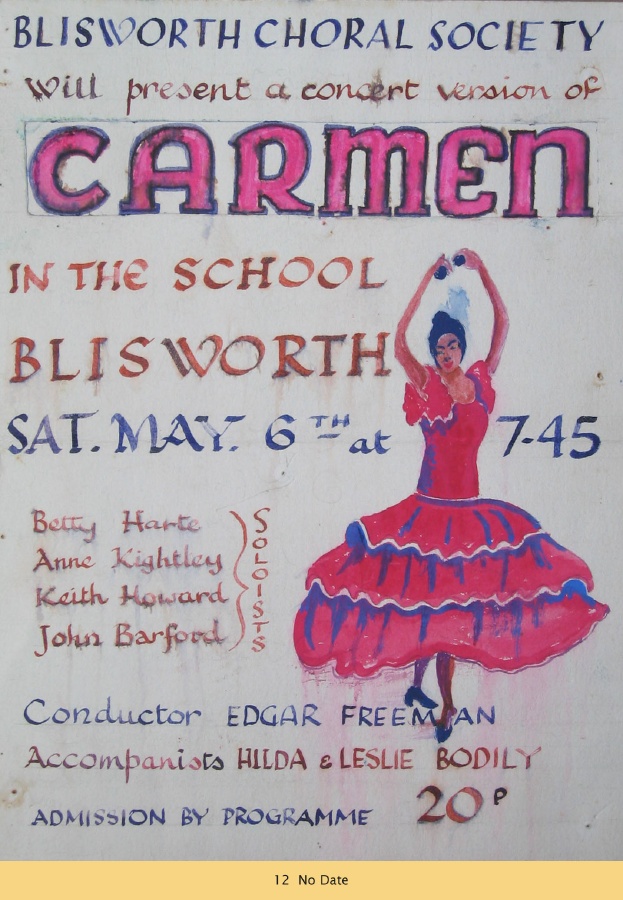 BLISWORTH CHORAL SOCIETY
Will present a concert version of
CARMEN
IN THE SCHOOL
BLISWORTH
SAT. MAY. 6TH at 7.45
Betty Harte
Anne Kightley
Keith Howard
John Barford
SOLOISTS
Conductor EDGAR FREEMAN
Accompanists HILDA & LESLIE BODILY
ADMISSION BY PROGRAMME 20P
12 No Date